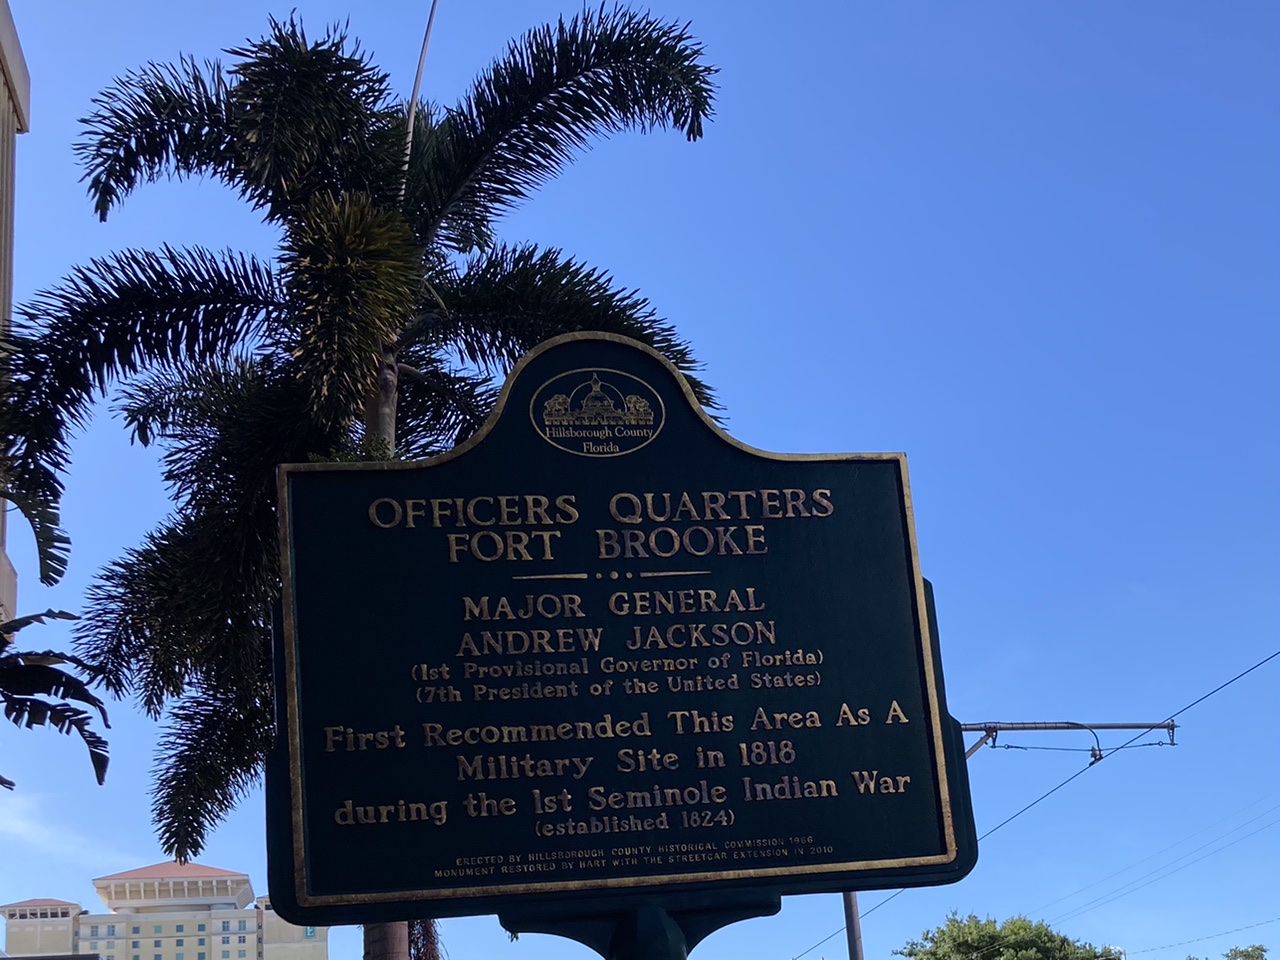 Hillsborough County
Florida
OFFICERS QUARTERS
FORT BROOKE
MAJOR GENERAL
ANDREW JACKSON
(1st Provisional Governor of Florida)
(7th President of the United States)
First Recommended This Area As A
Military Site in 1818
during the 1st Seminole Indian War
(established 1824)
ERECTED BY HILLSBOROUGH COUNTY HISTORICAL COMMISSION 1966
MONUMENT RESTORED BY HART WITH THE STREETCAR EXTENSION IN 2010